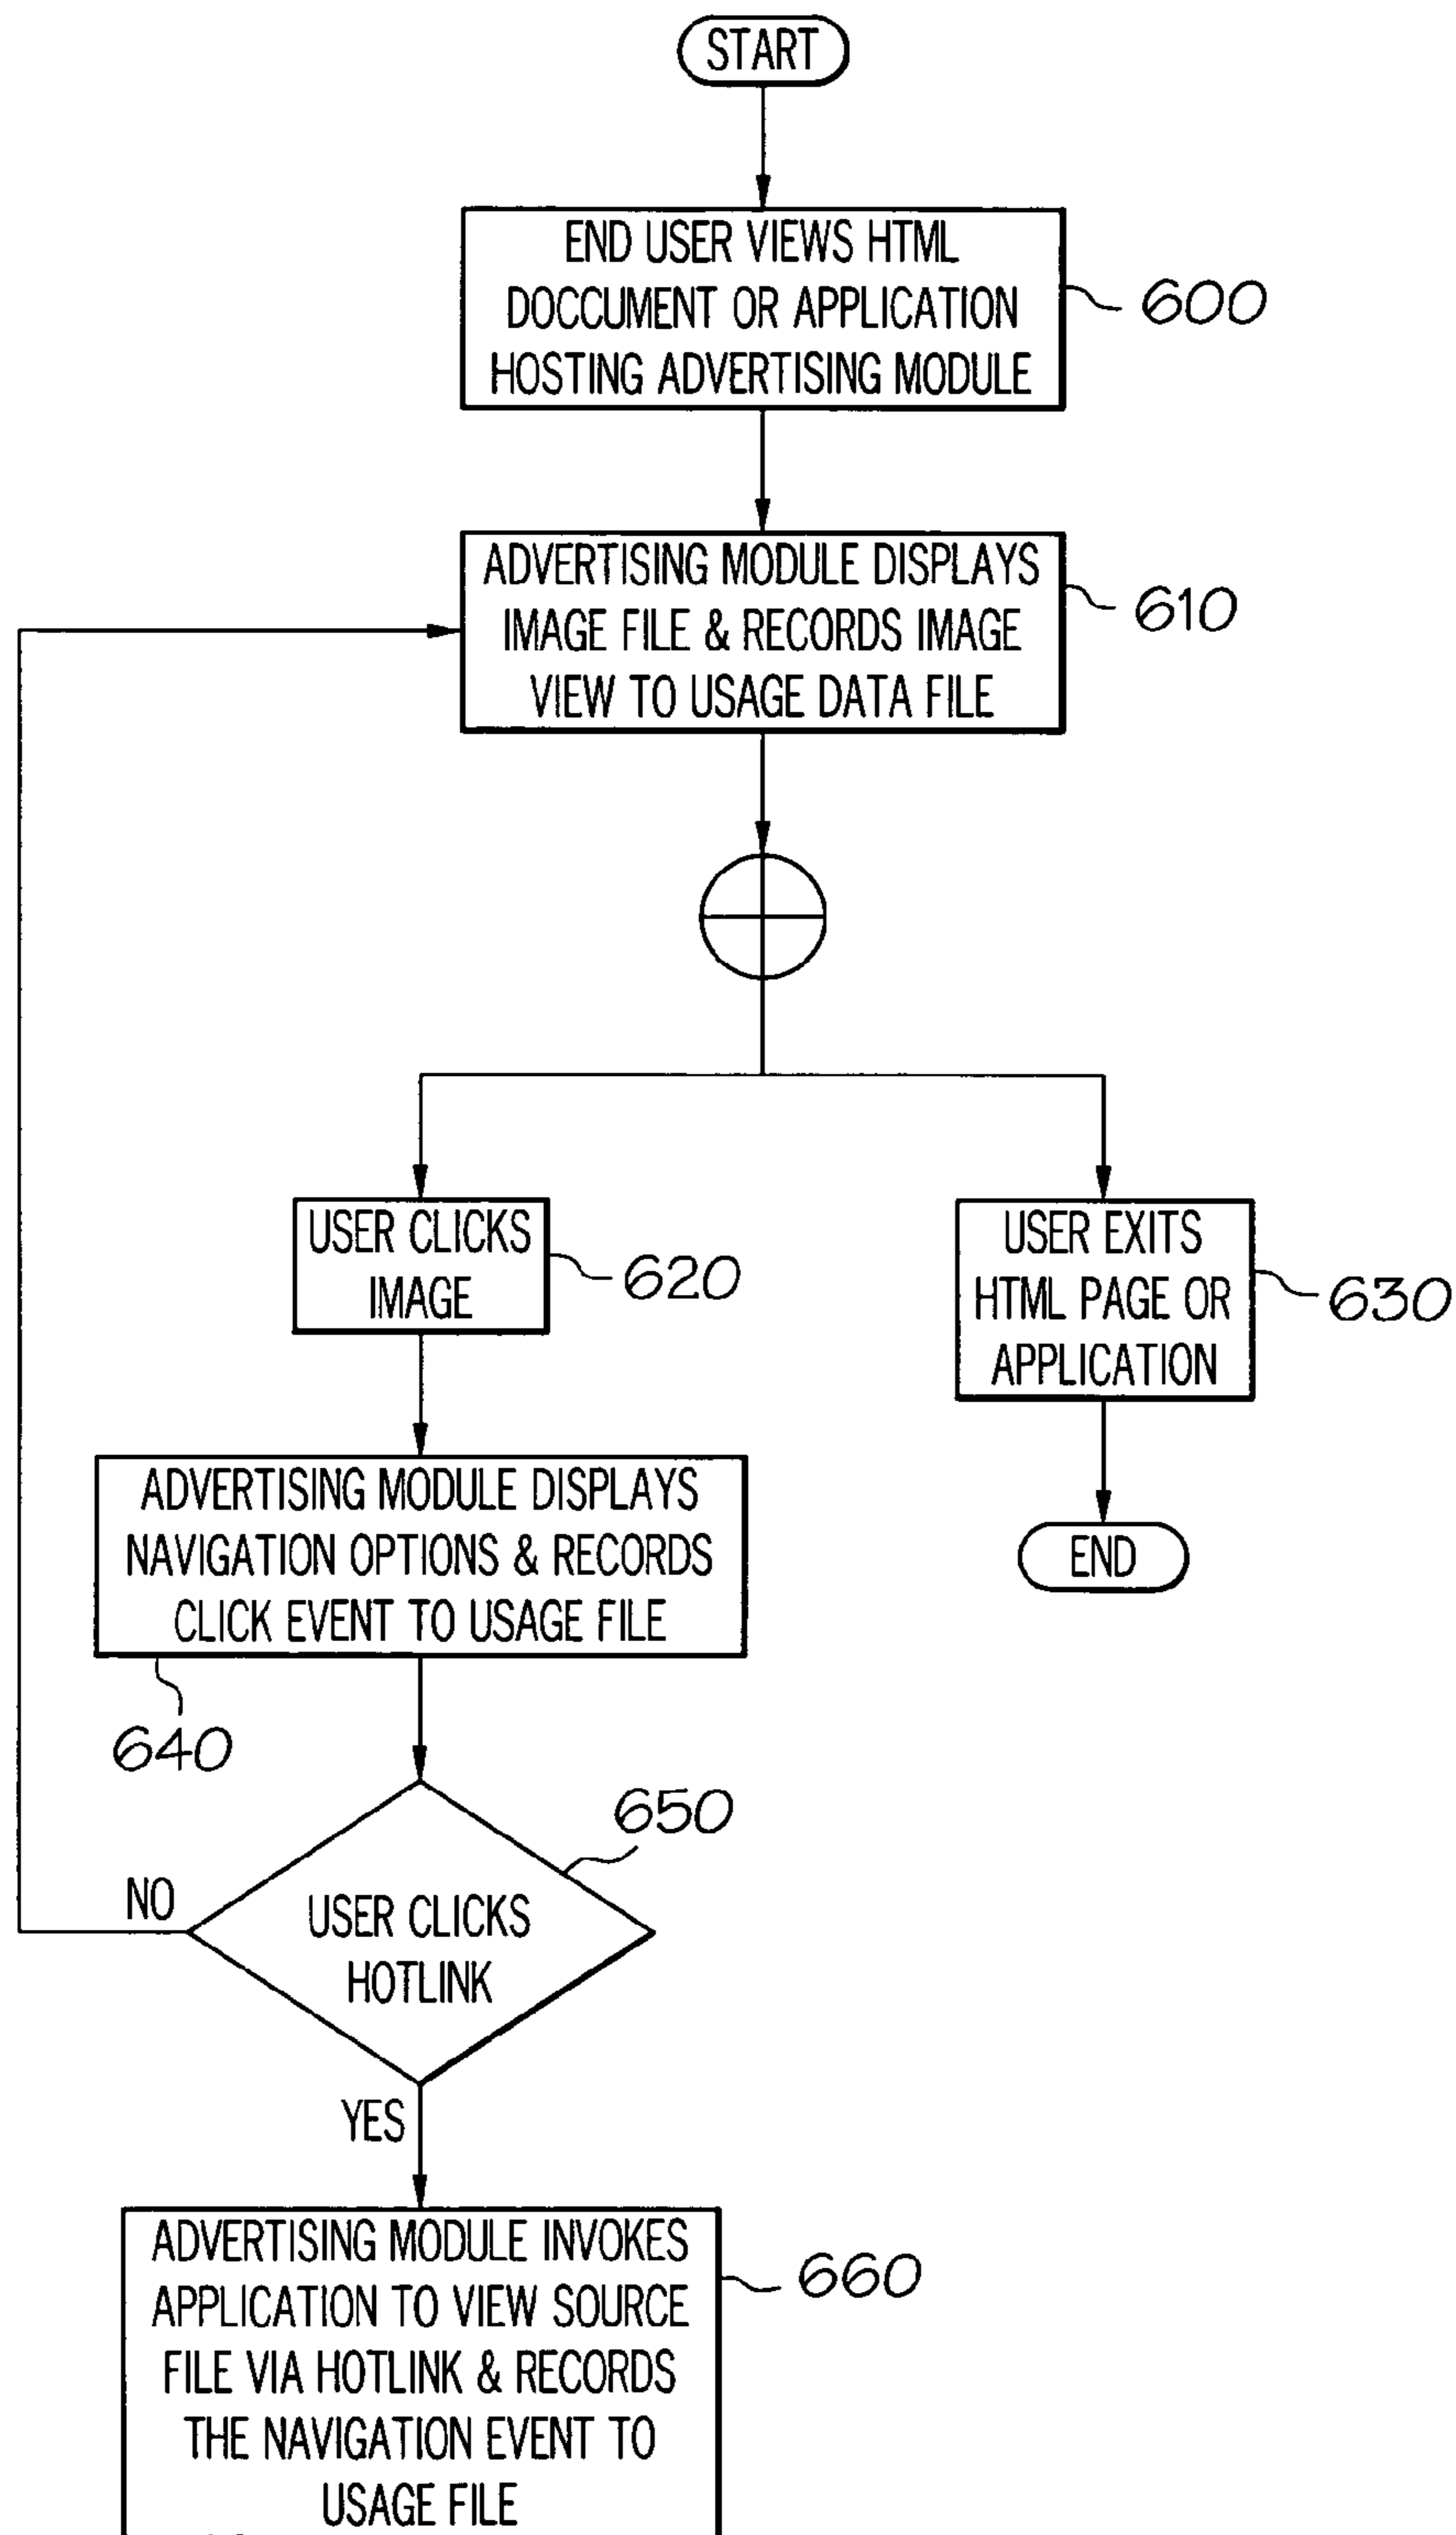 START
END USER VIEWS HTML
DOCCUMENT OR APPLICATION
HOSTING ADVERTISING MODULE
600
ADVERTISING MODULE DISPLAYS
IMAGE FILE & RECORDS IMAGE
VIEW TO USAGE DATA FILE
610
USER CLICKS
IMAGE
620
USER EXITS
HTML PAGE OR
APPLICATION
630
ADVERTISING MODULE DISPLAYS
NAVIGATION OPTIONS & RECORDS
CLICK EVENT TO USAGE FILE
640
END
650
NO
USER CLICKS
HOTLINK
YES
ADVERTISING MODULE INVOKES
APPLICATION TO VIEW SOURCE
FILE VIA HOTLINK & RECORDS
THE NAVIGATION EVENT TO
USAGE FILE
660